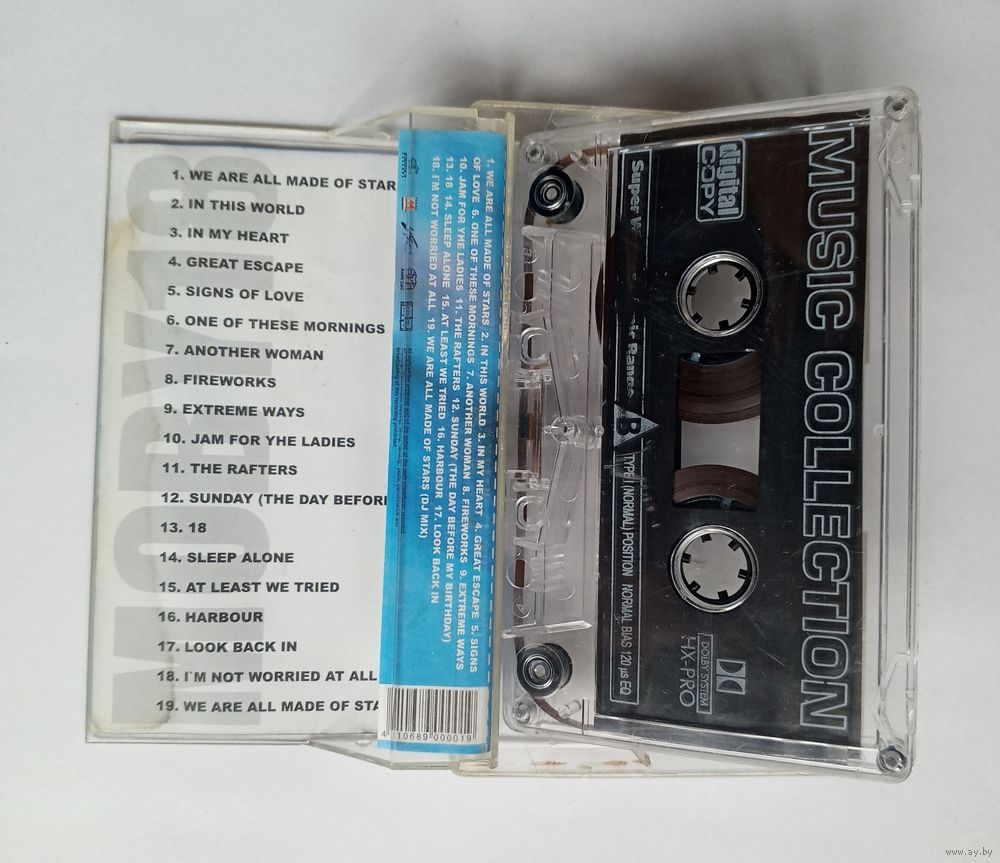 MOBY 18
1. WE ARE ALL MADE OF STAR
2. IN THIS WORLD
3. IN MY HEART
4. GREAT ESCAPE
5. SIGNS OF LOVE
6. ONE OF THESE MORNINGS
7. ANOTHER WOMAN
8. FIREWORKS
9. EXTREME WAYS
10. JAM FOR YHE LADIES
11. THE RAFTERS
12. SUNDAY (THE DAY BEFORE
13. 18
14. SLEEP ALONE
15. AT LEAST WE TRIED
16. HARBOUR
17. LOOK BACK IN
18. I`M NOT WORRIED AT ALL
19. WE ARE ALL MADE OF STA
1. WE ARE ALL MADE OF STARS 2. IN THIS WORLD 3. IN MY HEART 4. GREAT ESCAPE 5. SIGNS
OF LOVE 6. ONE OF THESE MORNINGS 7. ANOTHER WOMAN 8. FIREWORKS 9. EXTREME WAYS
10. JAM FOR YHE LADIES 11. THE RAFTERS 12. SUNDAY (THE DAY BEFORE MY BIRTHDAY)
13. 18 14. SLEEP ALONE 15. AT LEAST WE TRIED 16. HARBOUR 17. LOOK BACK IN
18. I`M NOT WORRIED AT ALL 19. WE ARE ALL MADE OF STARS (DJ MIX)
4 10689 000019
MUSIC COLLECTION
digital
COPY
DOLBY SYSTEM
HX-PRO
Super
Range
B
TYPE I (NORMAL) POSITION NORMAL BIAS 120 µs EQ
www.ay.by